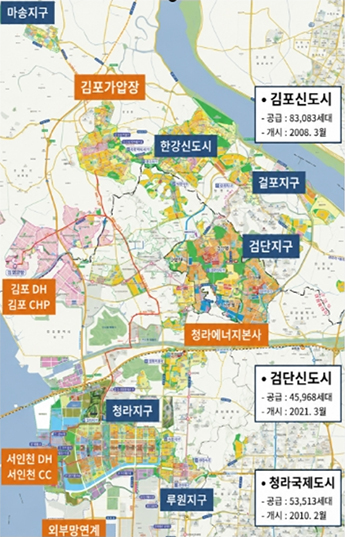 마송지구
김포가압장
• 김포신도시
- 공급 : 83,083세대
- 개시 : 2008. 3월
한강신도시
걸포지구
검단지구
김포 DH
김포 CHP
청라에너지본사
• 검단신도시
- 공급 : 45,968세대
- 개시 : 2021. 3월
청라지구
서인천 DH
서인천 CC
• 청라국제도시
- 공급 : 53,513세대
- 개시 : 2010. 2월
루원지구
외부망연계